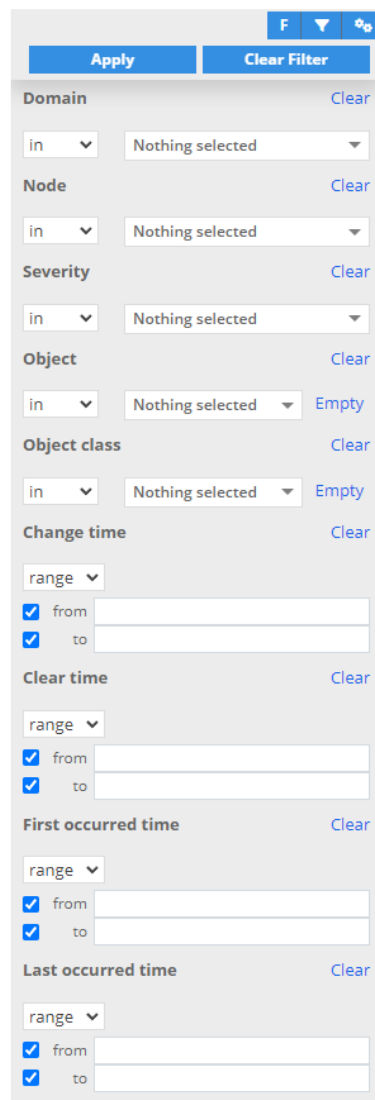 F
Apply Clear Filter
Domain Clear
in Nothing selected
Node Clear
in Nothing selected
Severity Clear
in Nothing selected
Object Clear
in Nothing selected Empty
Object class Clear
in Nothing selected Empty
Change time Clear
range
from
to
Clear time Clear
range
from
to
First occurred time Clear
range
from
to
Last occurred time Clear
range
from
to